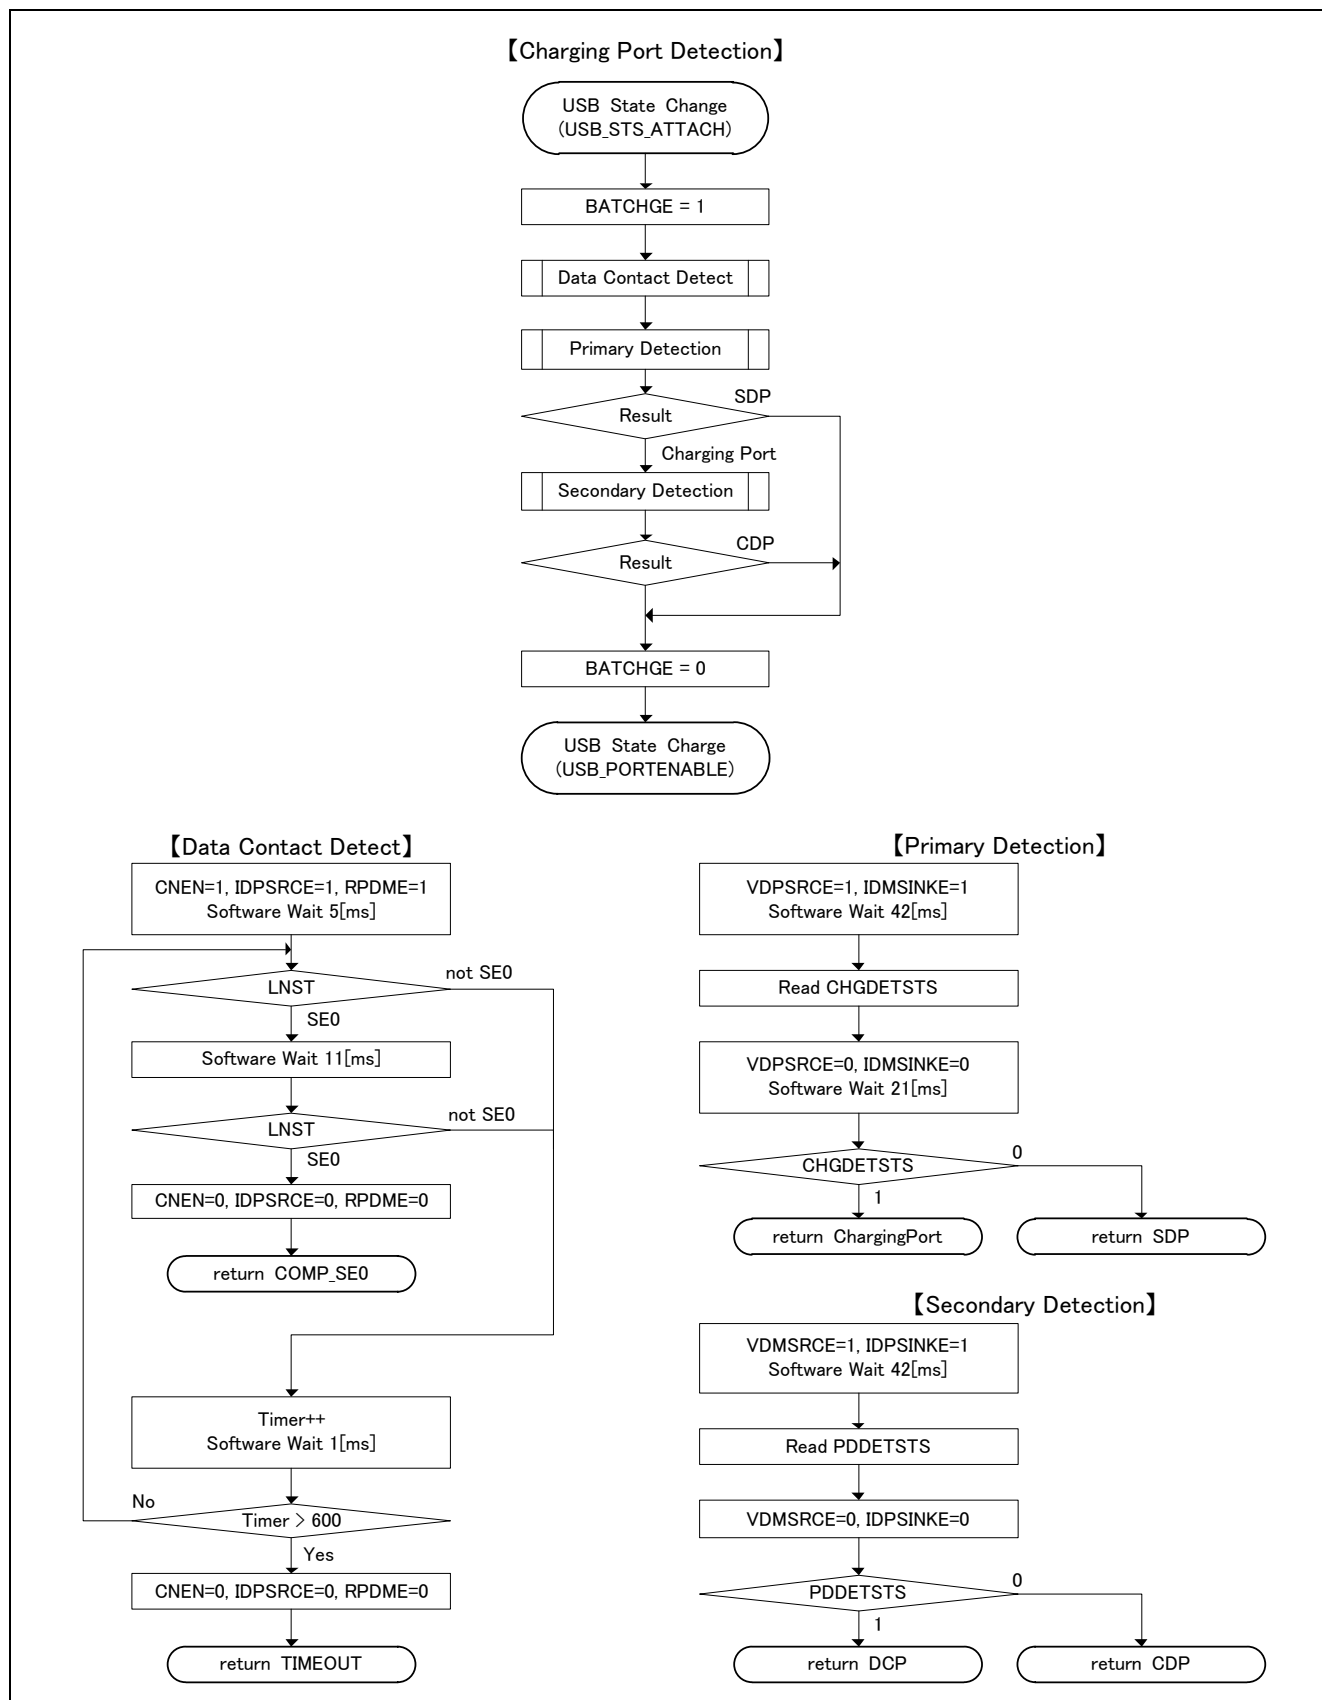 【Charging Port Detection】
USB State Change
(USB_STS_ATTACH)
BATCHGE = 1
Data Contact Detect
Primary Detection
SDP
Result
Charging Port
Secondary Detection
CDP
Result
BATCHGE = 0
USB State Charge
(USB_PORTENABLE)
【Data Contact Detect】
CNEN=1, IDPSRCE=1, RPDME=1
Software Wait 5[ms]
not SE0
LNST
SE0
Software Wait 11[ms]
not SE0
LNST
SE0
CNEN=0, IDPSRCE=0, RPDME=0
return COMP_SE0
Timer++
Software Wait 1[ms]
No
Timer > 600
Yes
CNEN=0, IDPSRCE=0, RPDME=0
return TIMEOUT
【Primary Detection】
VDPSRCE=1, IDMSINKE=1
Software Wait 42[ms]
Read CHGDETSTS
VDPSRCE=0, IDMSINKE=0
Software Wait 21[ms]
0
CHGDETSTS
1
return ChargingPort
return SDP
【Secondary Detection】
VDMSRCE=1, IDPSINKE=1
Software Wait 42[ms]
Read PDDETSTS
VDMSRCE=0, IDPSINKE=0
0
PDDETSTS
1
return DCP
return CDP